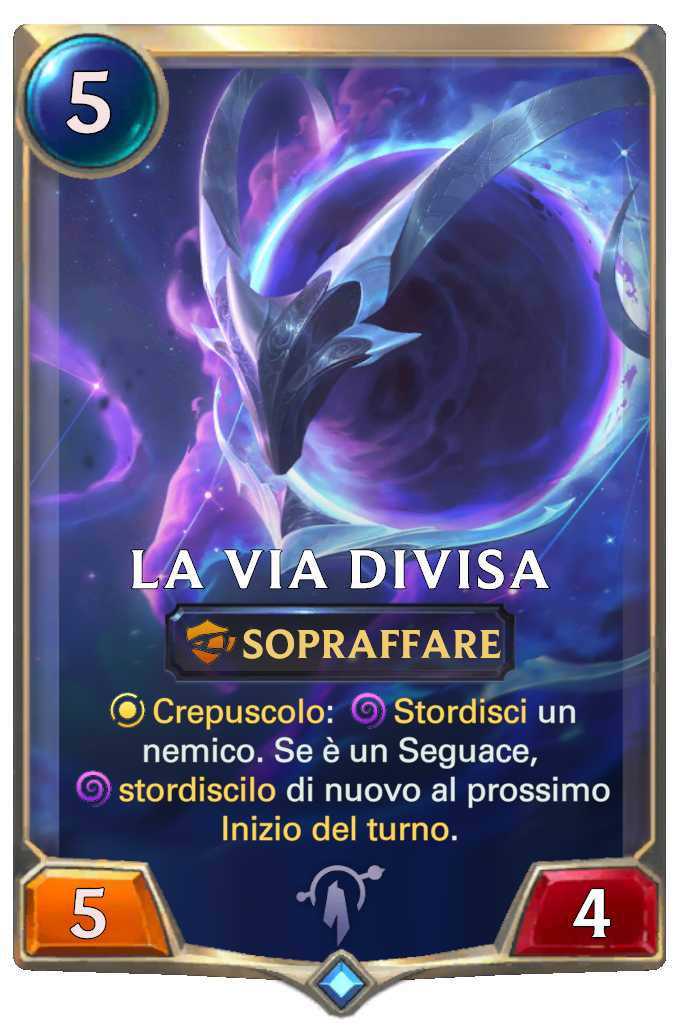 5
LA VIA DIVISA
SOPRAFFARE
Crepuscolo: Stordisci un
nemico. Se è un Seguace,
stordiscilo di nuovo al prossimo
Inizio del turno.
5
4